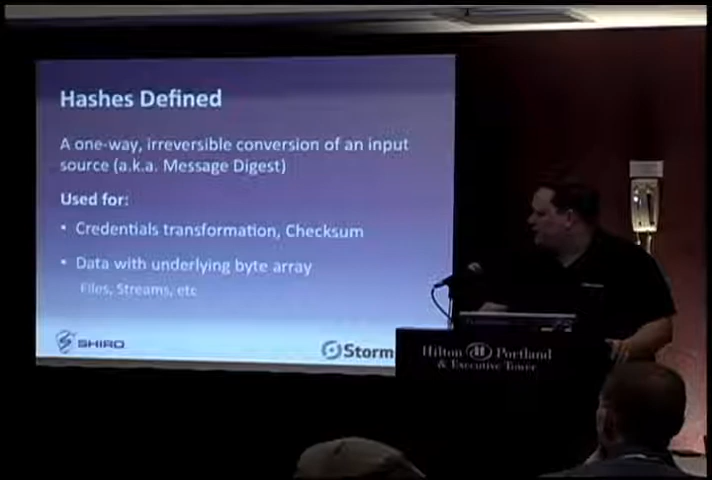 Hashes Defined
A one-way, irreversible conversion of an input
source (a.k.a. Message Digest)
Used for:
• Credentials transformation, Checksum
• Data with underlying byte array
Files, Streams, etc
SHIRO
Storm
Hilton H Portland
& Executive Tower